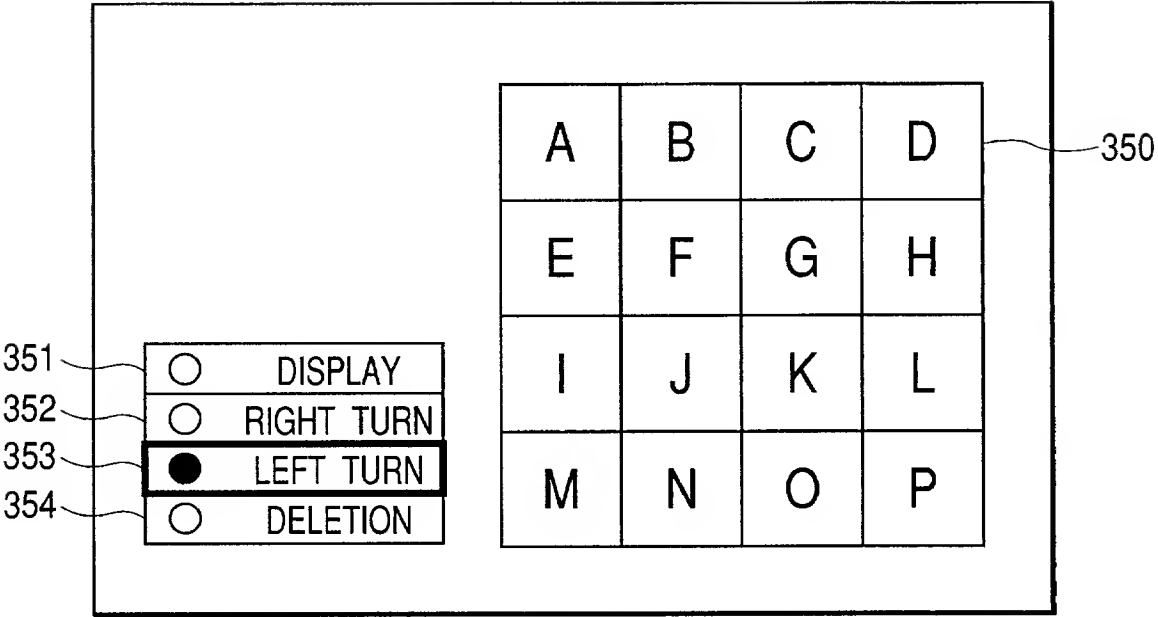 A B C D
350
E F G H
351
DISPLAY
I J K L
352
RIGHT TURN
353
LEFT TURN
M N O P
354
DELETION